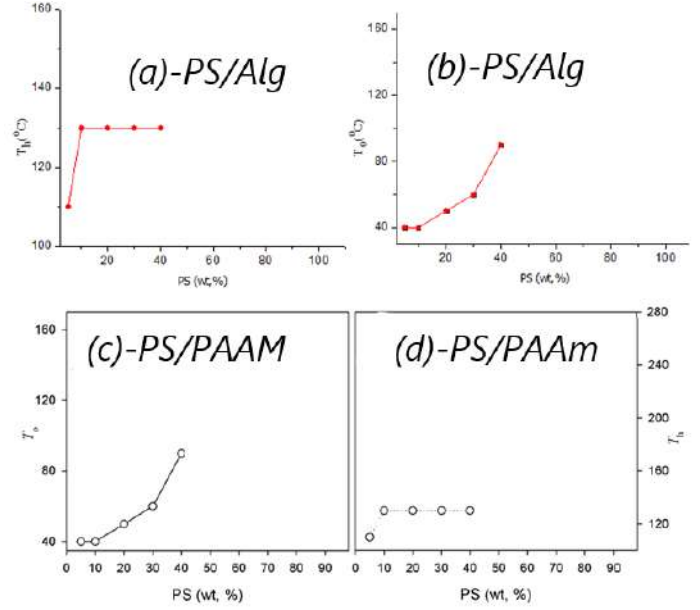 160
140
120
100
T_h(°C)
(a)-PS/Alg
20 40 60 80 100
PS (wt,%)
160
120
80
40
T_o(°C)
(b)-PS/Alg
20 40 60 80 100
PS (wt,%)
160
120
80
40
T_o
(c)-PS/PAAM
0 10 20 30 40 50 60 70 80 90
PS (wt, %)
(d)-PS/PAAm
280
240
200
160
120
T_h
0 10 20 30 40 50 60 70 80 90
PS (wt, %)